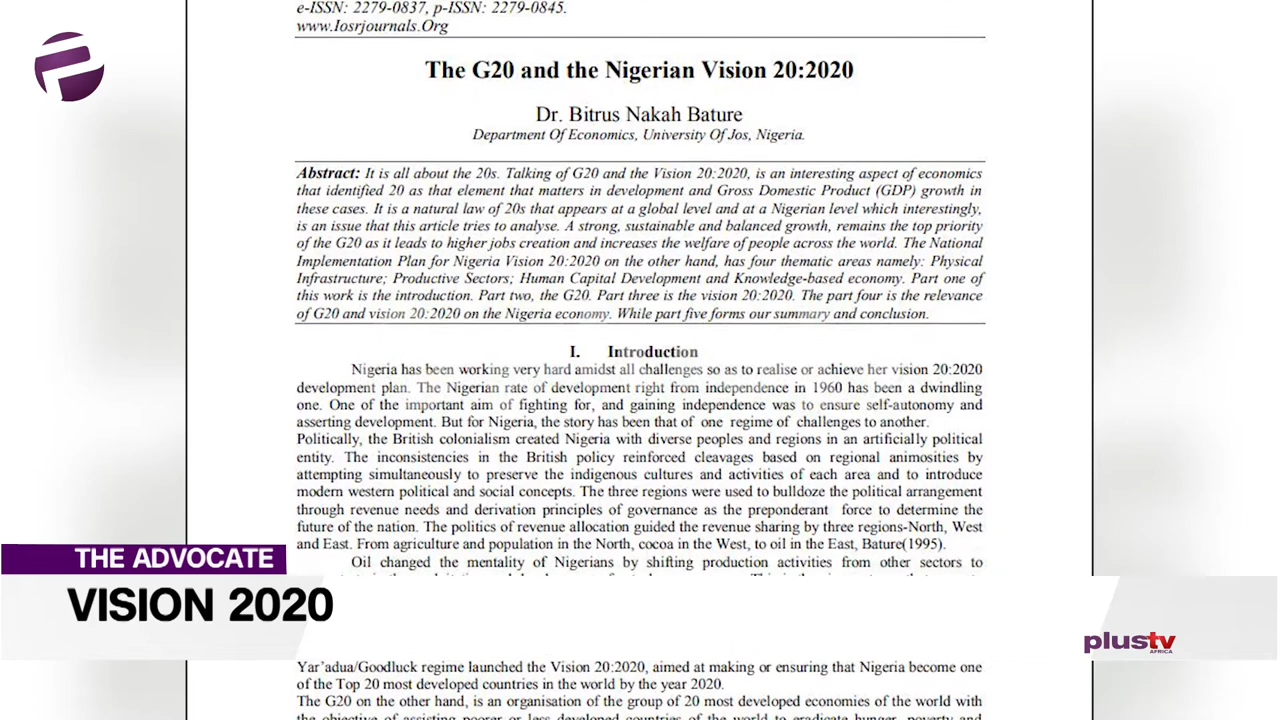 e-ISSN: 2279-0837, p-ISSN: 2279-0845.
www.Iosrjournals.Org
The G20 and the Nigerian Vision 20:2020
Dr. Bitrus Nakah Bature
Department Of Economics, University Of Jos, Nigeria.
Abstract: It is all about the 20s. Talking of G20 and the Vision 20:2020, is an interesting aspect of economics
that identified 20 as that element that matters in development and Gross Domestic Product (GDP) growth in
these cases. It is a natural law of 20s that appears at a global level and at a Nigerian level which interestingly,
is an issue that this article tries to analyse. A strong, sustainable and balanced growth, remains the top priority
of the G20 as it leads to higher jobs creation and increases the welfare of people across the world. The National
Implementation Plan for Nigeria Vision 20:2020 on the other hand, has four thematic areas namely: Physical
Infrastructure; Productive Sectors; Human Capital Development and Knowledge-based economy. Part one of
this work is the introduction. Part two, the G20. Part three is the vision 20:2020. The part four is the relevance
of G20 and vision 20:2020 on the Nigeria economy. While part five forms our summary and conclusion.
I. Introduction
Nigeria has been working very hard amidst all challenges so as to realise or achieve her vision 20:2020
development plan. The Nigerian rate of development right from independence in 1960 has been a dwindling
one. One of the important aim of fighting for, and gaining independence was to ensure self-autonomy and
asserting development. But for Nigeria, the story has been that of one regime of challenges to another.
Politically, the British colonialism created Nigeria with diverse peoples and regions in an artificially political
entity. The inconsistencies in the British policy reinforced cleavages based on regional animosities by
attempting simultaneously to preserve the indigenous cultures and activities of each area and to introduce
modern western political and social concepts. The three regions were used to bulldoze the political arrangement
through revenue needs and derivation principles of governance as the preponderant force to determine the
future of the nation. The politics of revenue allocation guided the revenue sharing by three regions-North, West
and East. From agriculture and population in the North, cocoa in the West, to oil in the East, Bature(1995).
Oil changed the mentality of Nigerians by shifting production activities from other sectors to
THE ADVOCATE
VISION 2020
plustv
AFRICA
Yar'adua/Goodluck regime launched the Vision 20:2020, aimed at making or ensuring that Nigeria become one
of the Top 20 most developed countries in the world by the year 2020.
The G20 on the other hand, is an organisation of the group of 20 most developed economies of the world with
the objective of assisting poorer or less developed countries of the world to eradicate hunger, poverty and